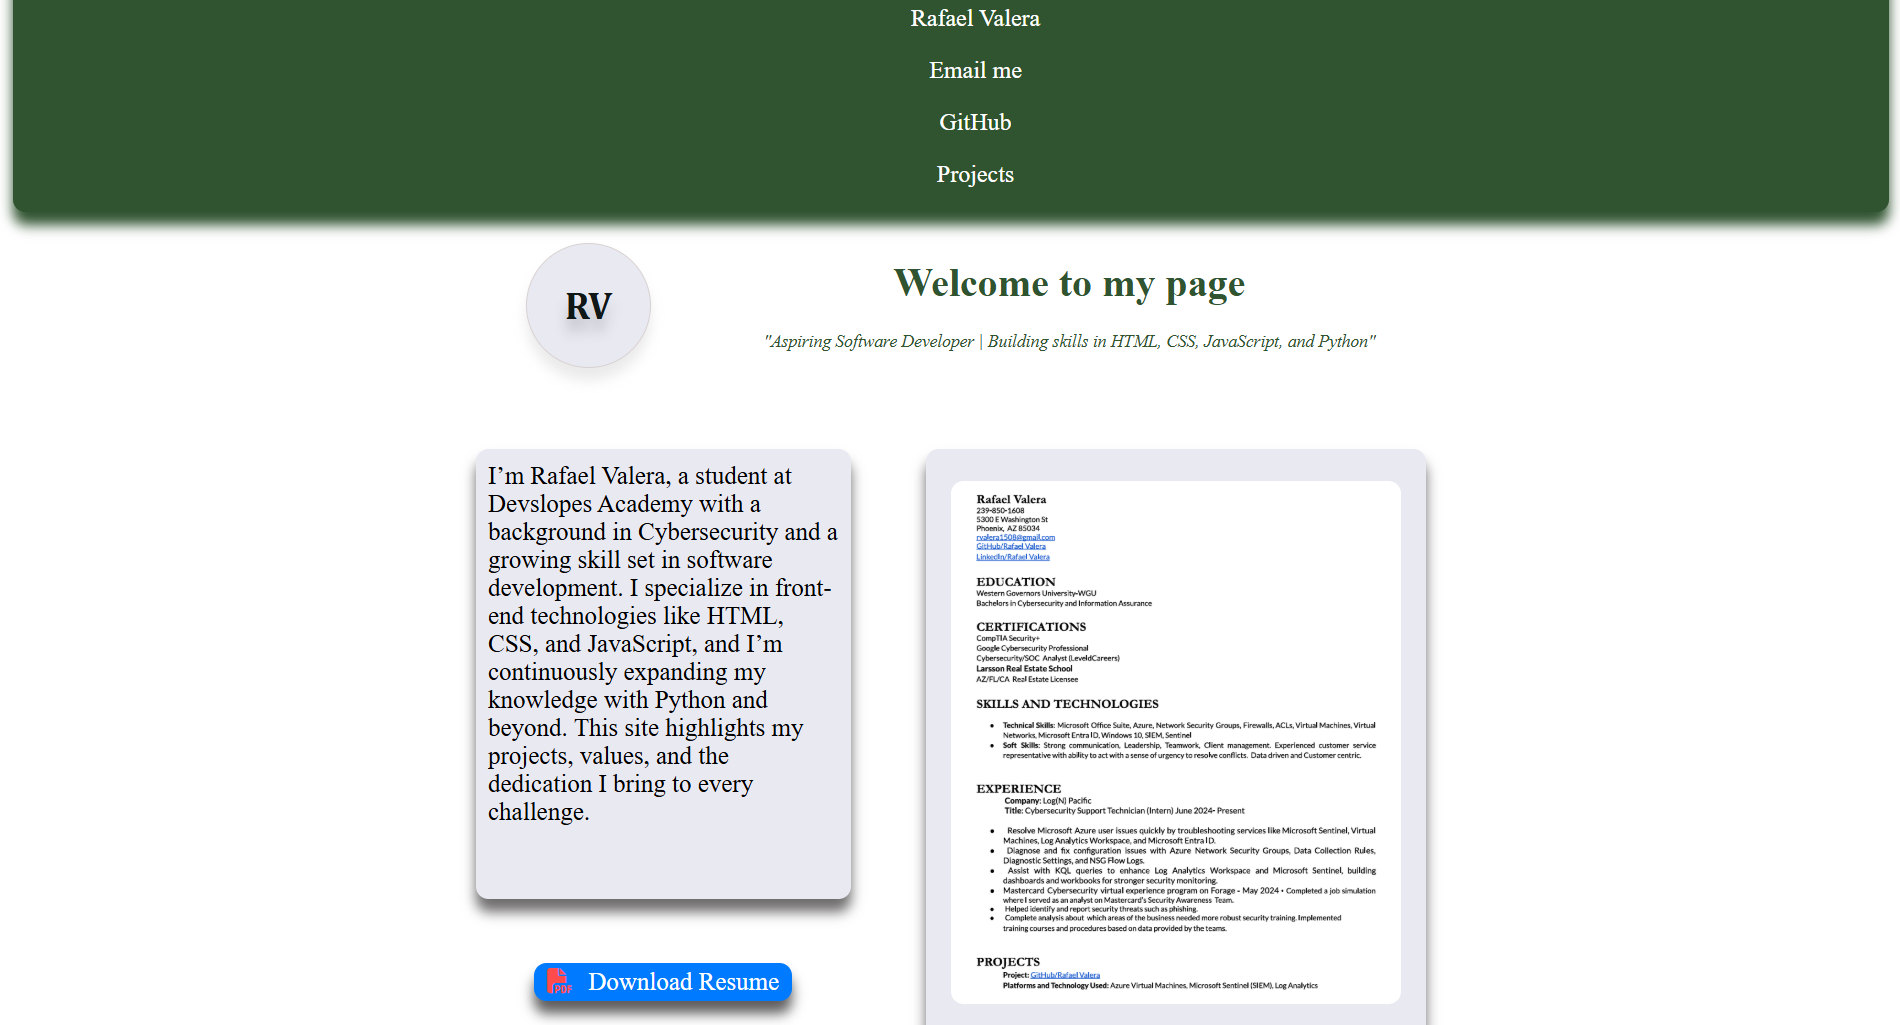 Rafael Valera
Email me
GitHub
Projects
RV
Welcome to my page
"Aspiring Software Developer | Building skills in HTML, CSS, JavaScript, and Python"
I’m Rafael Valera, a student at
Devslopes Academy with a
background in Cybersecurity and a
growing skill set in software
development. I specialize in front-
end technologies like HTML,
CSS, and JavaScript, and I’m
continuously expanding my
knowledge with Python and
beyond. This site highlights my
projects, values, and the
dedication I bring to every
challenge.
PDF
Download Resume
Rafael Valera
239-850-1608
5300 E Washington St
Phoenix, AZ 85034
rvalera1508@gmail.com
GitHub/Rafael Valera
LinkedIn/Rafael Valera
EDUCATION
Western Governors University-WGU
Bachelors in Cybersecurity and Information Assurance
CERTIFICATIONS
CompTIA Security+
Google Cybersecurity Professional
Cybersecurity/SOC Analyst (LeveldCareers)
Larsson Real Estate School
AZ/FL/CA Real Estate Licensee
SKILLS AND TECHNOLOGIES
• Technical Skills: Microsoft Office Suite, Azure, Network Security Groups, Firewalls, ACLs, Virtual Machines, Virtual
Networks, Microsoft Entra ID, Windows 10, SIEM, Sentinel
• Soft Skills: Strong communication, Leadership, Teamwork, Client management. Experienced customer service
representative with ability to act with a sense of urgency to resolve conflicts. Data driven and Customer centric.
EXPERIENCE
Company: Log(N) Pacific
Title: Cybersecurity Support Technician (Intern) June 2024- Present
• Resolve Microsoft Azure user issues quickly by troubleshooting services like Microsoft Sentinel, Virtual
Machines, Log Analytics Workspace, and Microsoft Entra ID.
• Diagnose and fix configuration issues with Azure Network Security Groups, Data Collection Rules,
Diagnostic Settings, and NSG Flow Logs.
• Assist with KQL queries to enhance Log Analytics Workspace and Microsoft Sentinel, building
dashboards and workbooks for stronger security monitoring.
• Mastercard Cybersecurity virtual experience program on Forage - May 2024 • Completed a job simulation
where I served as an analyst on Mastercard's Security Awareness Team.
• Helped identify and report security threats such as phishing.
• Complete analysis about which areas of the business needed more robust security training. Implemented
training courses and procedures based on data provided by the teams.
PROJECTS
Project: GitHub/Rafael Valera
Platforms and Technology Used: Azure Virtual Machines, Microsoft Sentinel (SIEM), Log Analytics